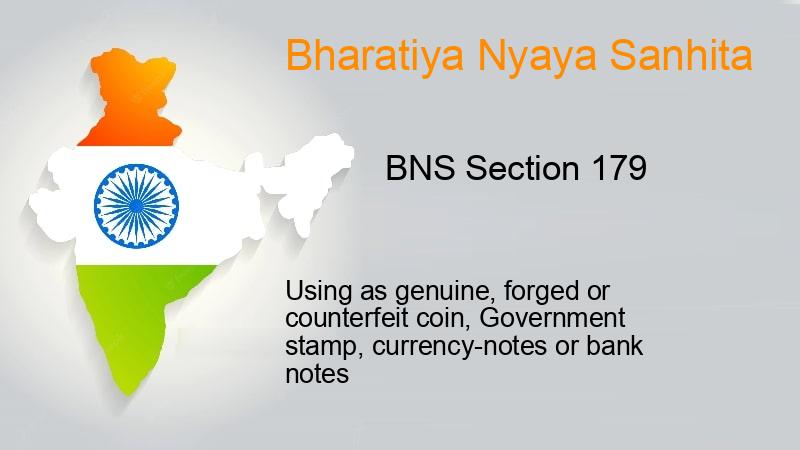 Bharatiya Nyaya Sanhita
BNS Section 179
Using as genuine, forged or
counterfeit coin, Government
stamp, currency-notes or bank
notes